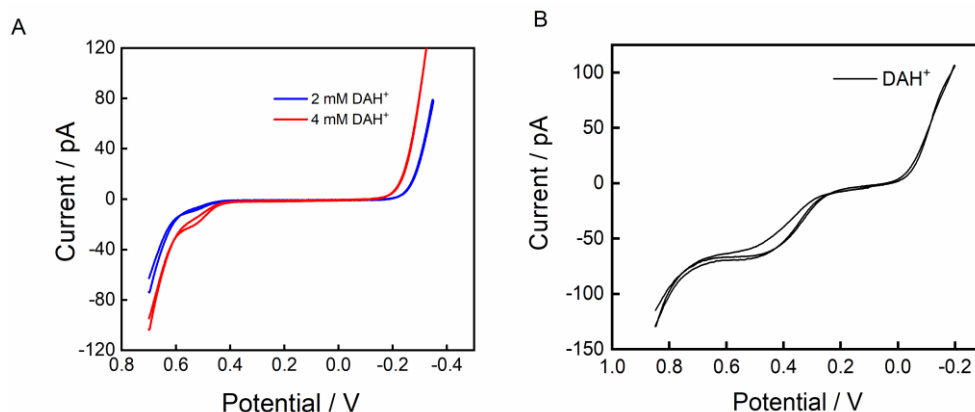 A
120
80
40
0
-40
-80
-120
Current / pA
2 mM DAH⁺
4 mM DAH⁺
0.8 0.6 0.4 0.2 0.0 -0.2 -0.4
Potential / V
B
100
50
0
-50
-100
-150
Current / pA
DAH⁺
1.0 0.8 0.6 0.4 0.2 0.0 -0.2
Potential / V